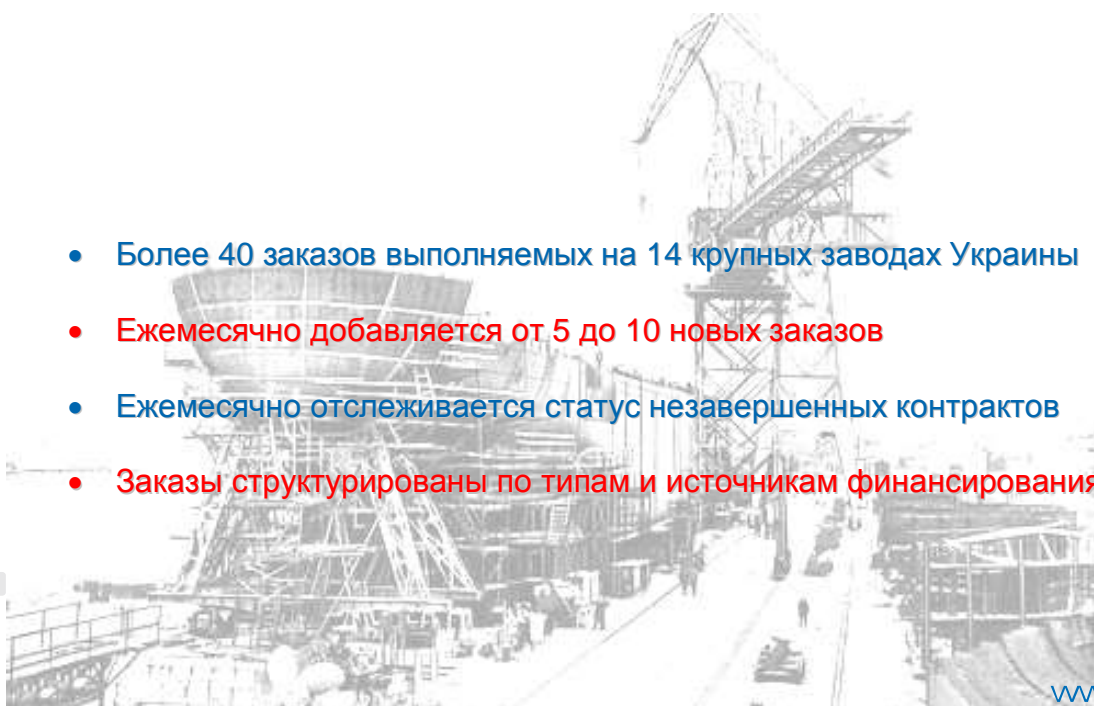 • Более 40 заказов выполняемых на 14 крупных заводах Украины
• Ежемесячно добавляется от 5 до 10 новых заказов
• Ежемесячно отслеживается статус незавершенных контрактов
• Заказы структурированы по типам и источникам финансирования